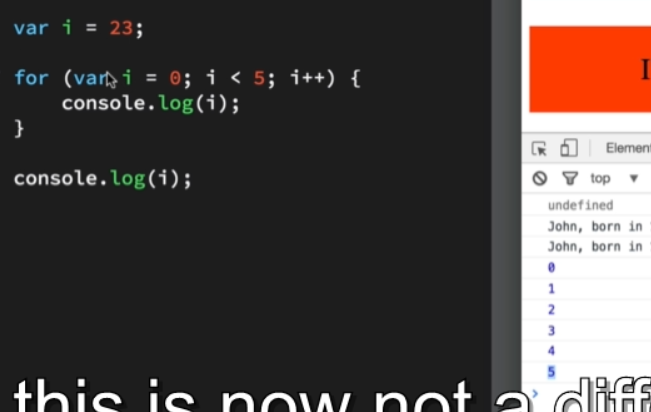 var i = 23;
for (var i = 0; i < 5; i++) {
console.log(i);
}
console.log(i);
I
Elemen
top
undefined
John, born in
John, born in
0
1
2
3
4
5
this is now not a diff